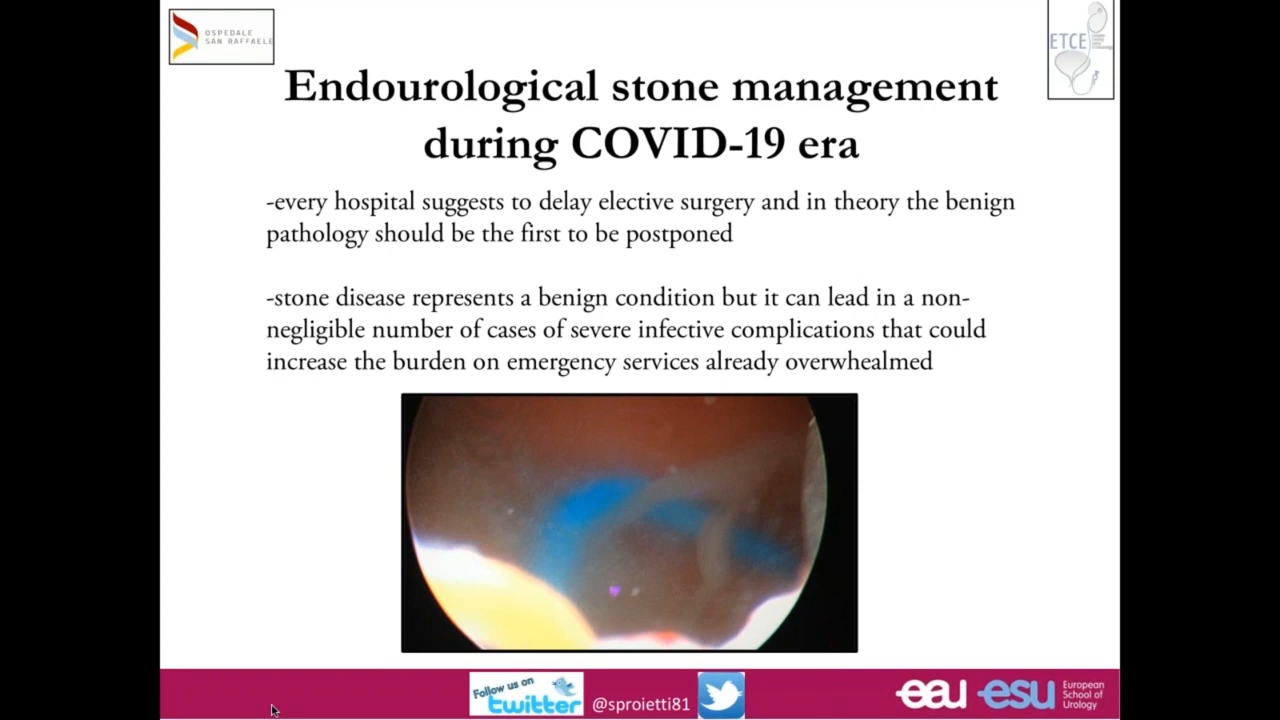 OSPEDALE
SAN RAFFAELE
ETCE
Endourological stone management
during COVID-19 era
-every hospital suggests to delay elective surgery and in theory the benign
pathology should be the first to be postponed
-stone disease represents a benign condition but it can lead in a non-
negligible number of cases of severe infective complications that could
increase the burden on emergency services already overwhealmed
Follow us on
twitter
@sproietti81
eau
esu
European
School of
Urology